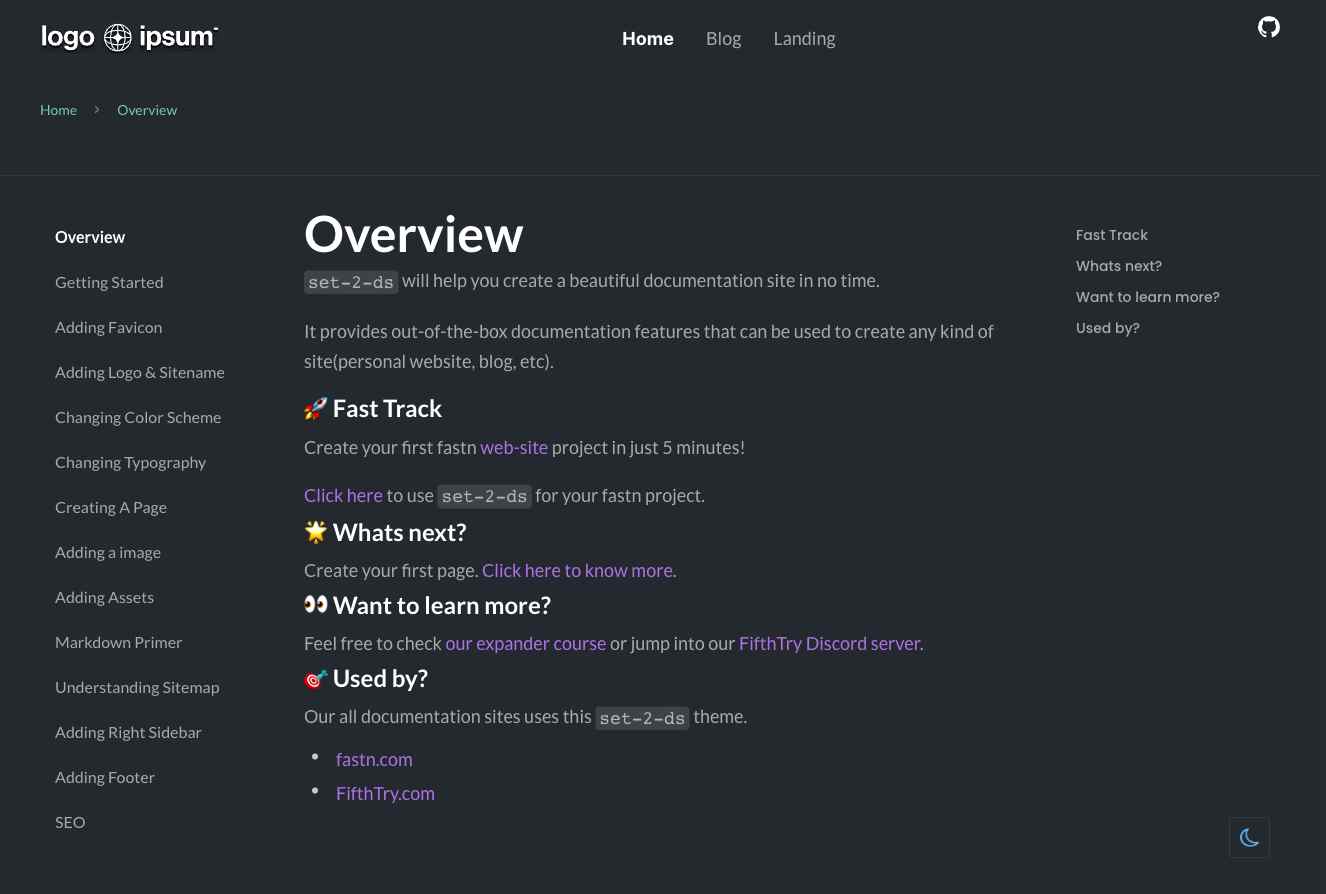 logo ipsum
Home Blog Landing
Home > Overview
Overview
Getting Started
Adding Favicon
Adding Logo & Sitename
Changing Color Scheme
Changing Typography
Creating A Page
Adding a image
Adding Assets
Markdown Primer
Understanding Sitemap
Adding Right Sidebar
Adding Footer
SEO
Overview
set-2-ds will help you create a beautiful documentation site in no time.
It provides out-of-the-box documentation features that can be used to create any kind of
site(personal website, blog, etc).
🚀 Fast Track
Create your first fastn web-site project in just 5 minutes!
Click here to use set-2-ds for your fastn project.
🌟 Whats next?
Create your first page. Click here to know more.
👀 Want to learn more?
Feel free to check our expander course or jump into our FifthTry Discord server.
🎯 Used by?
Our all documentation sites uses this set-2-ds theme.
• fastn.com
• FifthTry.com
Fast Track
Whats next?
Want to learn more?
Used by?